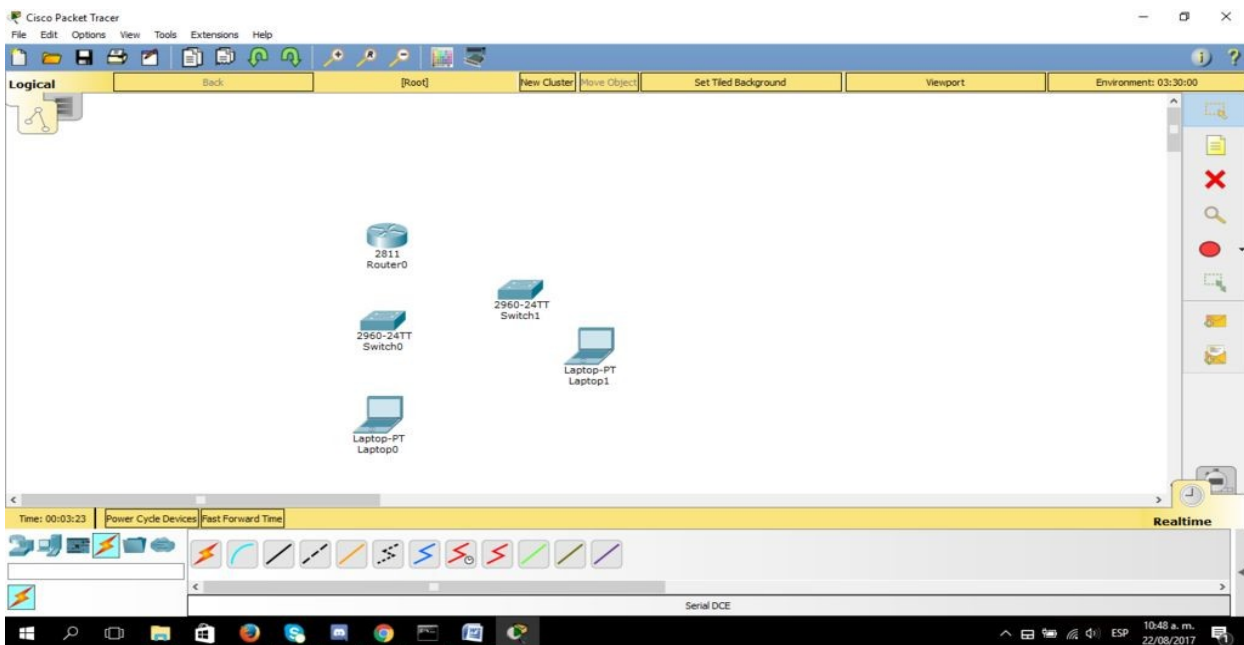 Cisco Packet Tracer
File Edit Options View Tools Extensions Help
Logical Back [Root] New Cluster Move Object Set Tiled Background Viewport Environment: 03:30:00
2811
Router0
2960-24TT
Switch1
2960-24TT
Switch0
Laptop-PT
Laptop1
Laptop-PT
Laptop0
Time: 00:03:23 Power Cycle Devices Fast Forward Time Realtime
Serial DCE
ESP 10:48 a. m.
22/08/2017